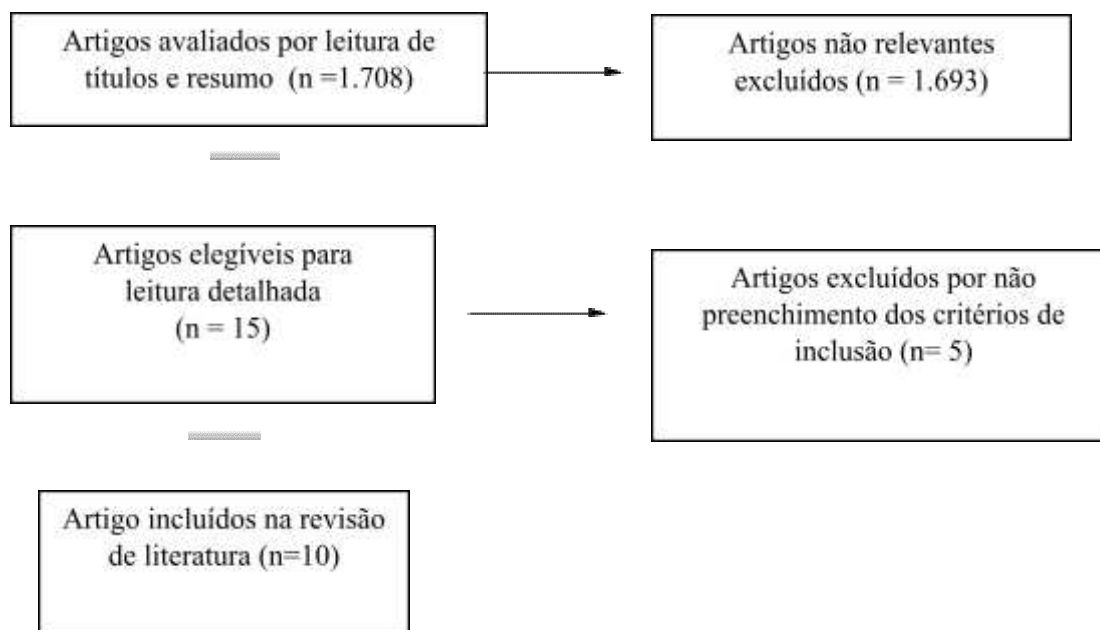 Artigos avaliados por leitura de
títulos e resumo (n =1.708)
Artigos não relevantes
excluídos (n = 1.693)
Artigos elegíveis para
leitura detalhada
(n = 15)
Artigos excluídos por não
preenchimento dos critérios de
inclusão (n= 5)
Artigo incluídos na revisão
de literatura (n=10)